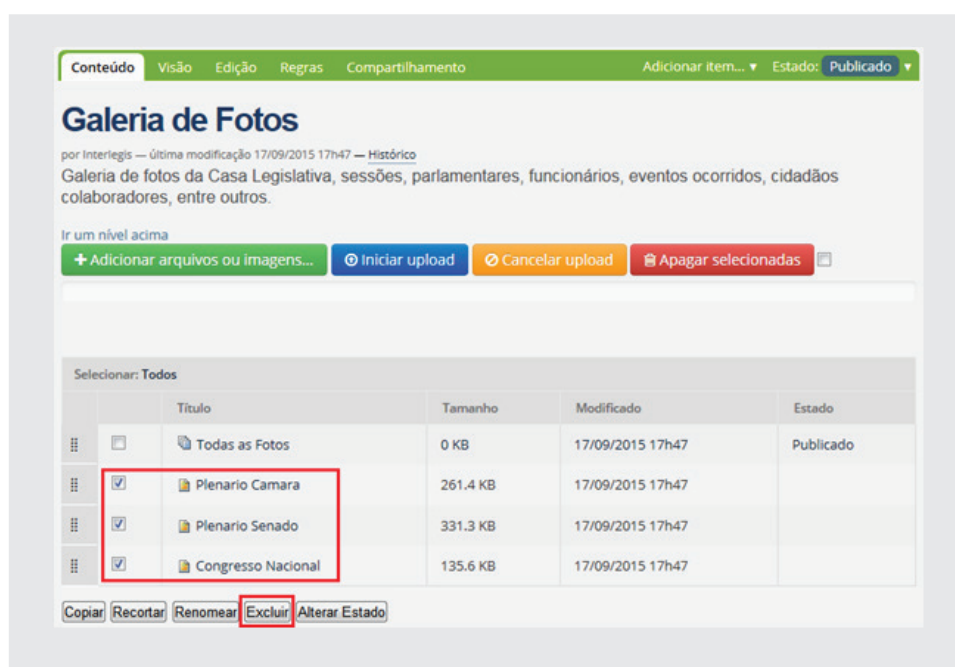 Conteúdo Visão Edição Regras Compartilhamento Adicionar item... ▼ Estado: Publicado ▼
Galeria de Fotos
por Interlegis — última modificação 17/09/2015 17h47 — Histórico
Galeria de fotos da Casa Legislativa, sessões, parlamentares, funcionários, eventos ocorridos, cidadãos
colaboradores, entre outros.
Ir um nível acima
+ Adicionar arquivos ou imagens... Iniciar upload Cancelar upload Apagar selecionadas
Selecionar: Todos
Título Tamanho Modificado Estado
Todas as Fotos 0 KB 17/09/2015 17h47 Publicado
Plenario Camara 261.4 KB 17/09/2015 17h47
Plenario Senado 331.3 KB 17/09/2015 17h47
Congresso Nacional 135.6 KB 17/09/2015 17h47
Copiar Recortar Renomear Excluir Alterar Estado